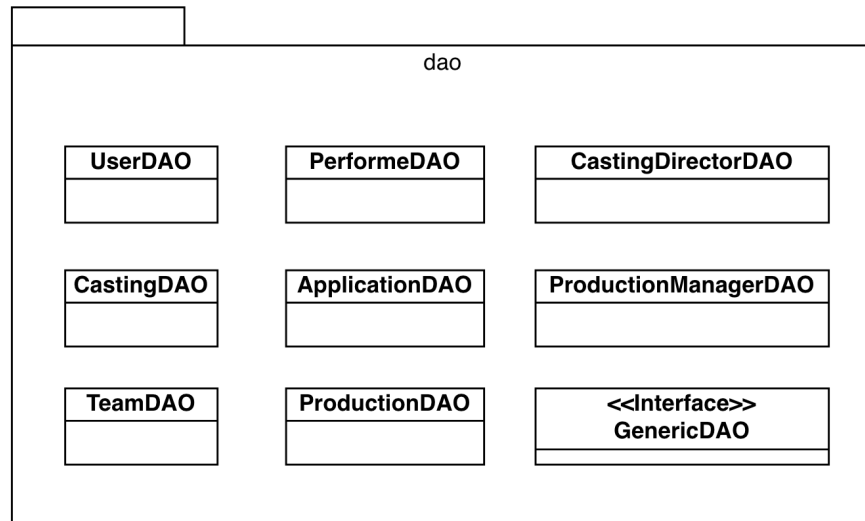 dao
UserDAO
PerformeDAO
CastingDirectorDAO
CastingDAO
ApplicationDAO
ProductionManagerDAO
TeamDAO
ProductionDAO
<<Interface>>
GenericDAO